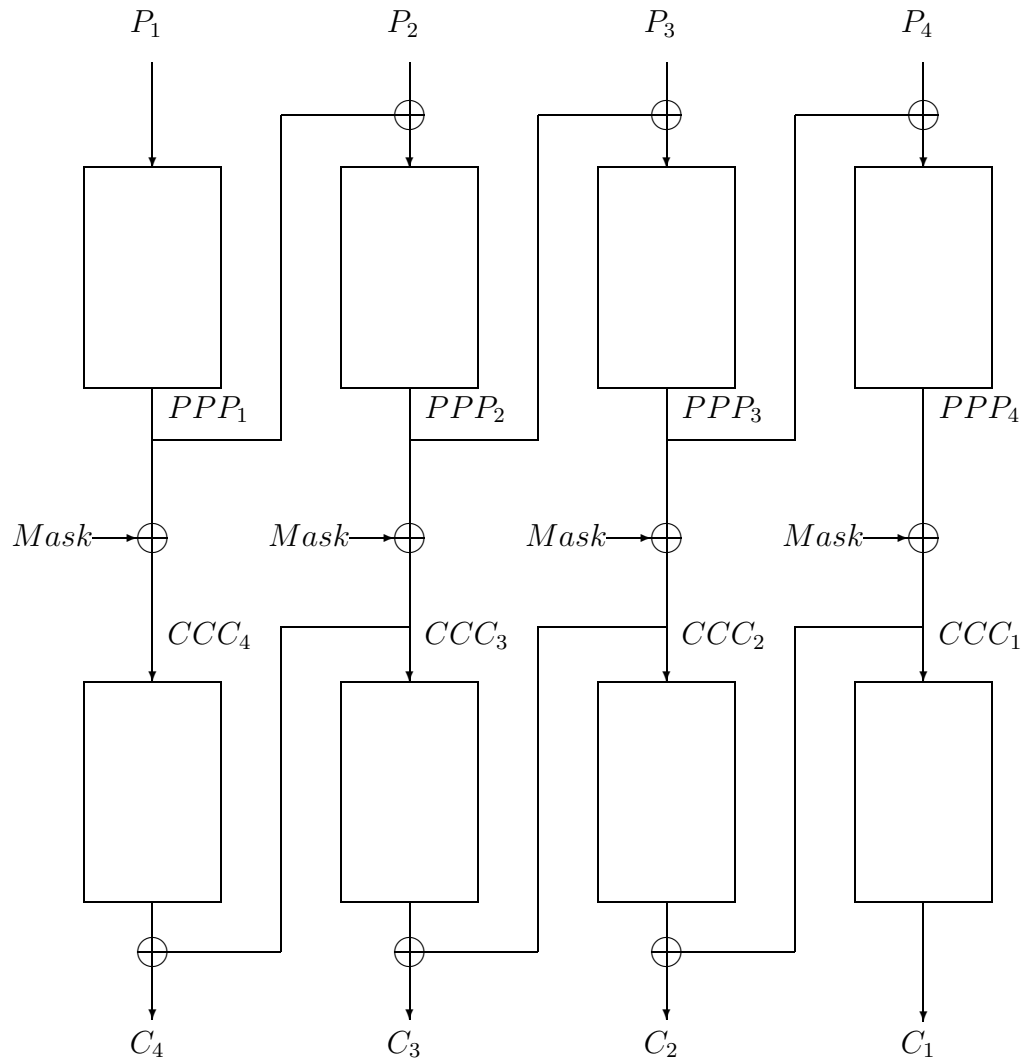 P₁ P₂ P₃ P₄
PPP₁ PPP₂ PPP₃ PPP₄
Mask Mask Mask Mask
CCC₄ CCC₃ CCC₂ CCC₁
C₄ C₃ C₂ C₁